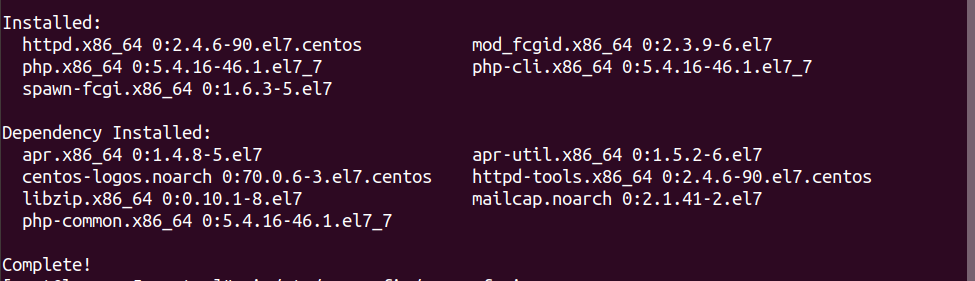 Installed:
httpd.x86_64 0:2.4.6-90.el7.centos mod_fcgid.x86_64 0:2.3.9-6.el7
php.x86_64 0:5.4.16-46.1.el7_7 php-cli.x86_64 0:5.4.16-46.1.el7_7
spawn-fcgi.x86_64 0:1.6.3-5.el7
Dependency Installed:
apr.x86_64 0:1.4.8-5.el7 apr-util.x86_64 0:1.5.2-6.el7
centos-logos.noarch 0:70.0.6-3.el7.centos httpd-tools.x86_64 0:2.4.6-90.el7.centos
libzip.x86_64 0:0.10.1-8.el7 mailcap.noarch 0:2.1.41-2.el7
php-common.x86_64 0:5.4.16-46.1.el7_7
Complete!